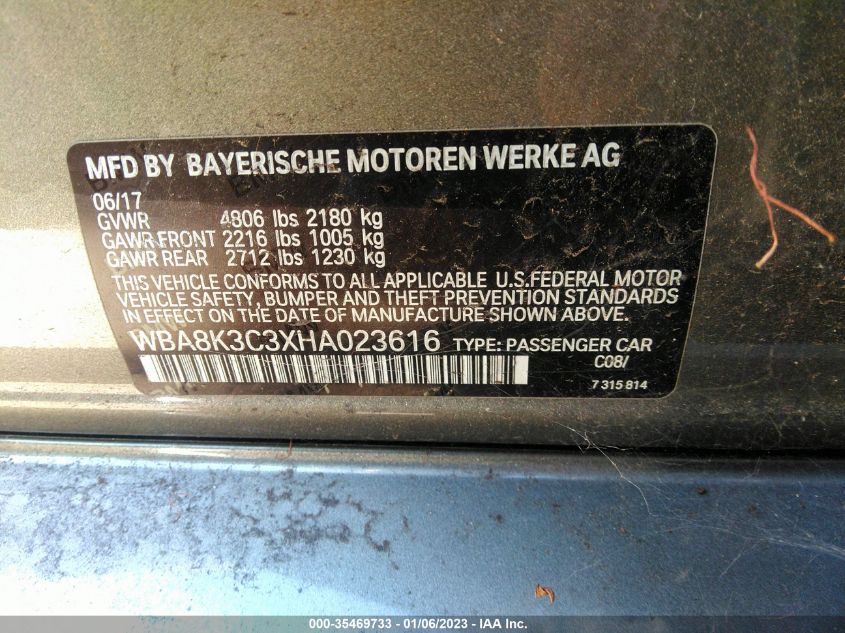 MFD BY BAYERISCHE MOTOREN WERKE AG
06/17
GVWR 4806 lbs 2180 kg
GAWR FRONT 2216 lbs 1005 kg
GAWR REAR 2712 lbs 1230 kg
THIS VEHICLE CONFORMS TO ALL APPLICABLE U.S.FEDERAL MOTOR
VEHICLE SAFETY, BUMPER AND THEFT PREVENTION STANDARDS
IN EFFECT ON THE DATE OF MANUFACTURE SHOWN ABOVE.
WBA8K3C3XHA023616 TYPE: PASSENGER CAR
C08/
7 315 814
000-35469733 - 01/06/2023 - IAA Inc.